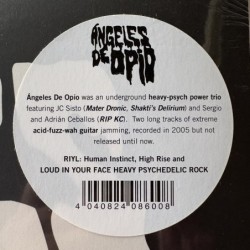 ÁNGELES
DE OPIO
Ángeles De Opio was an underground heavy-psych power trio
featuring JC Sisto (Mater Dronic, Shakti's Delirium) and Sergio
and Adrián Ceballos (RIP KC). Two long tracks of extreme
acid-fuzz-wah guitar jamming, recorded in 2005 but not
released until now.
RIYL: Human Instinct, High Rise and
LOUD IN YOUR FACE HEAVY PSYCHEDELIC ROCK
4 040824 086008